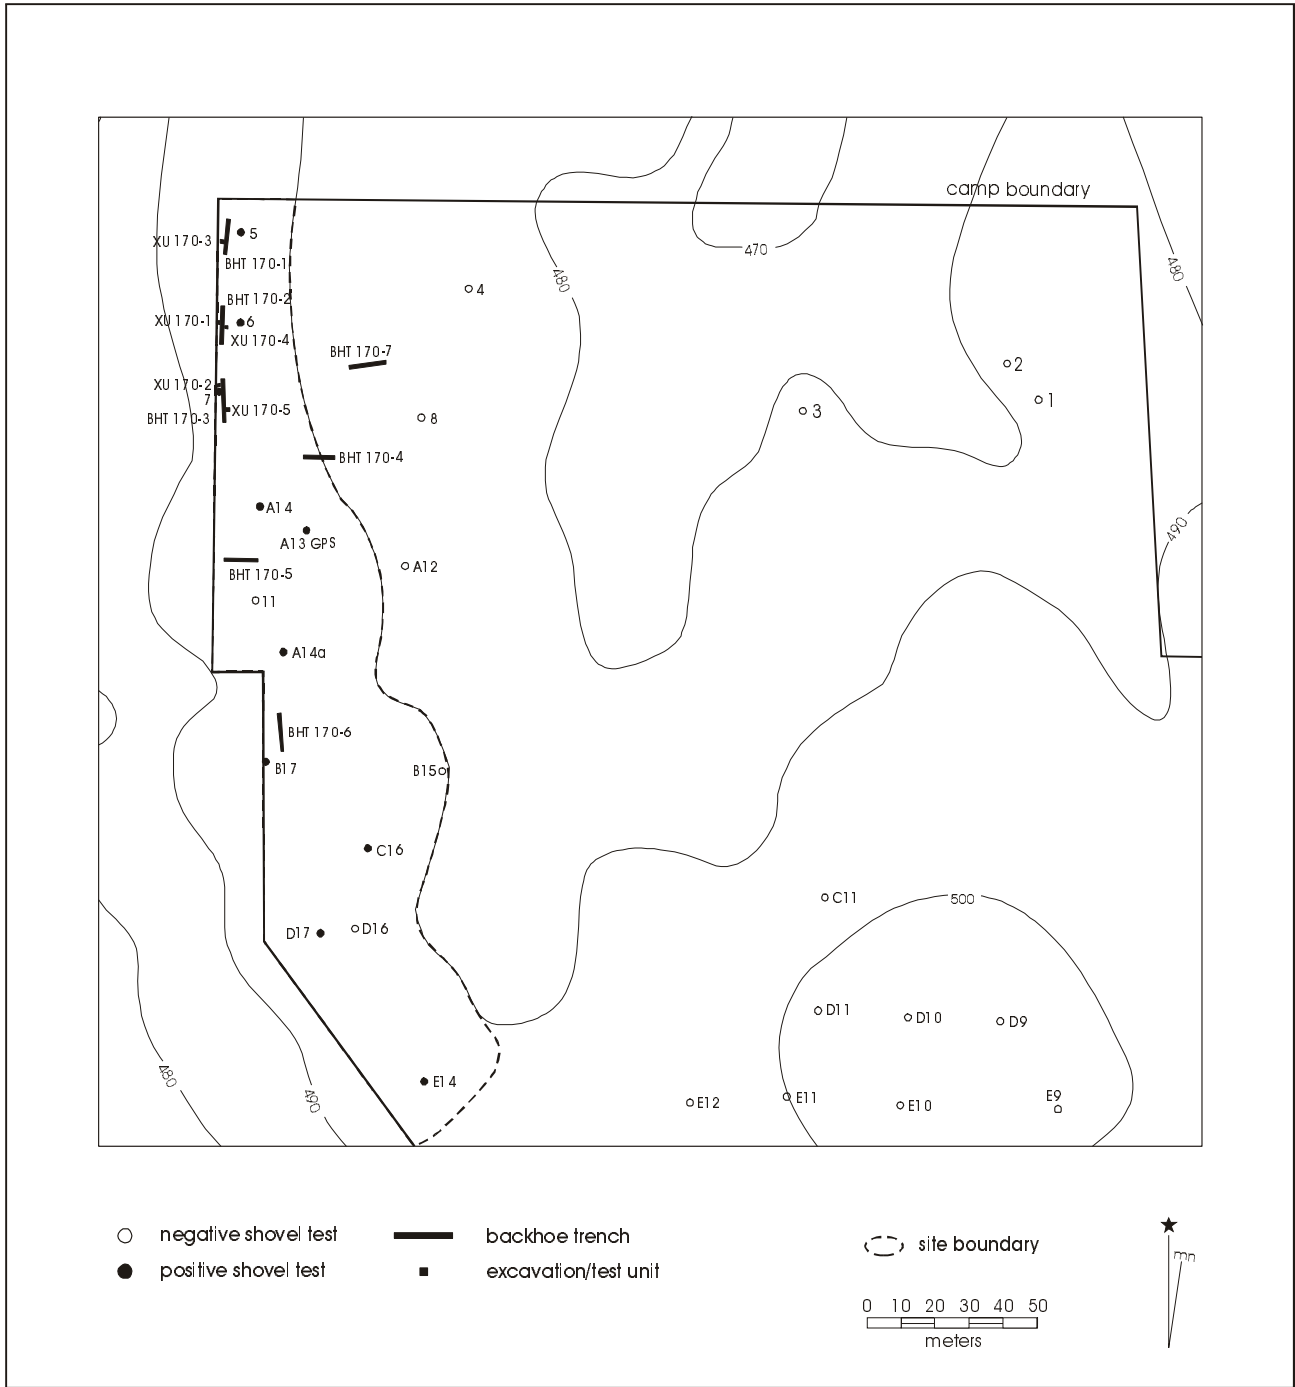 camp boundary
XU 170-3
5
470
BHT 170-1
480
480
4
BHT 170-2
XU 170-1
6
XU 170-4
BHT 170-7
2
XU 170-2
7
1
XU 170-5
3
BHT 170-3
8
BHT 170-4
A14
490
A13 GPS
A12
BHT 170-5
11
A14a
BHT 170-6
B17
B15
C16
C11
500
D17
D16
D11
D10
D9
480
E14
490
E12
E11
E10
E9
negative shovel test
backhoe trench
site boundary
positive shovel test
excavation/test unit
mn
0 10 20 30 40 50
meters